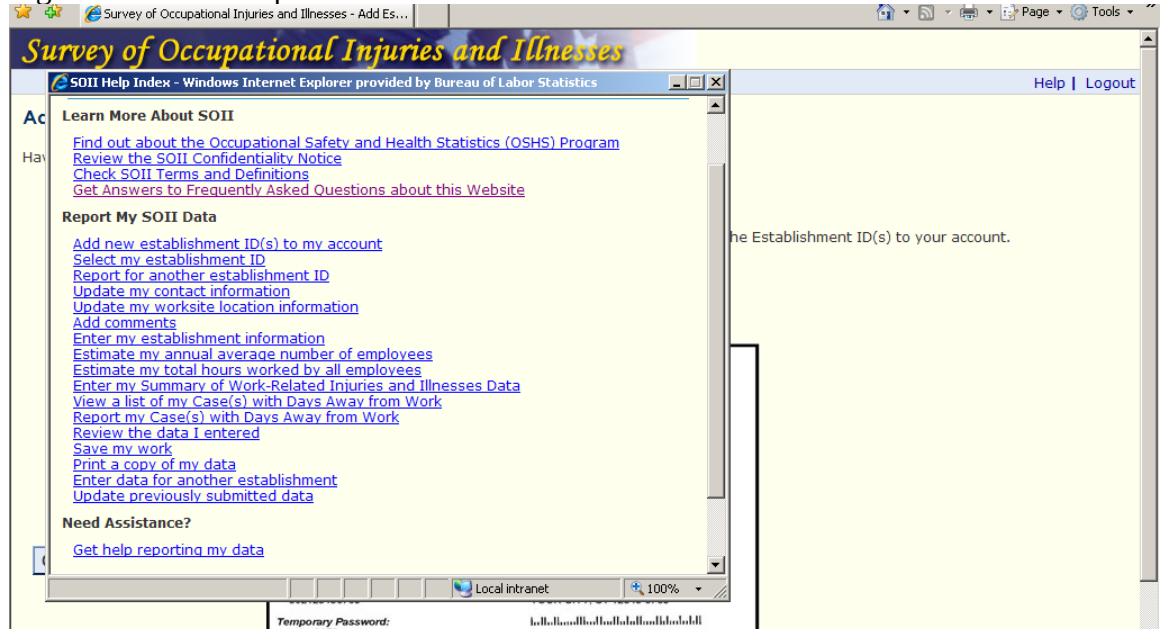 Survey of Occupational Injuries and Illnesses - Add Es...
Page
Tools
Survey of Occupational Injuries and Illnesses
Help | Logout
SOII Help Index - Windows Internet Explorer provided by Bureau of Labor Statistics
Learn More About SOII
Find out about the Occupational Safety and Health Statistics (OSHS) Program
Review the SOII Confidentiality Notice
Check SOII Terms and Definitions
Get Answers to Frequently Asked Questions about this Website
Report My SOII Data
he Establishment ID(s) to your account.
Add new establishment ID(s) to my account
Select my establishment ID
Report for another establishment ID
Update my contact information
Update my worksite location information
Add comments
Enter my establishment information
Estimate my annual average number of employees
Estimate my total hours worked by all employees
Enter my Summary of Work-Related Injuries and Illnesses Data
View a list of my Case(s) with Days Away from Work
Report my Case(s) with Days Away from Work
Review the data I entered
Save my work
Print a copy of my data
Enter data for another establishment
Update previously submitted data
Need Assistance?
Get help reporting my data
Local intranet
100%
Temporary Password: